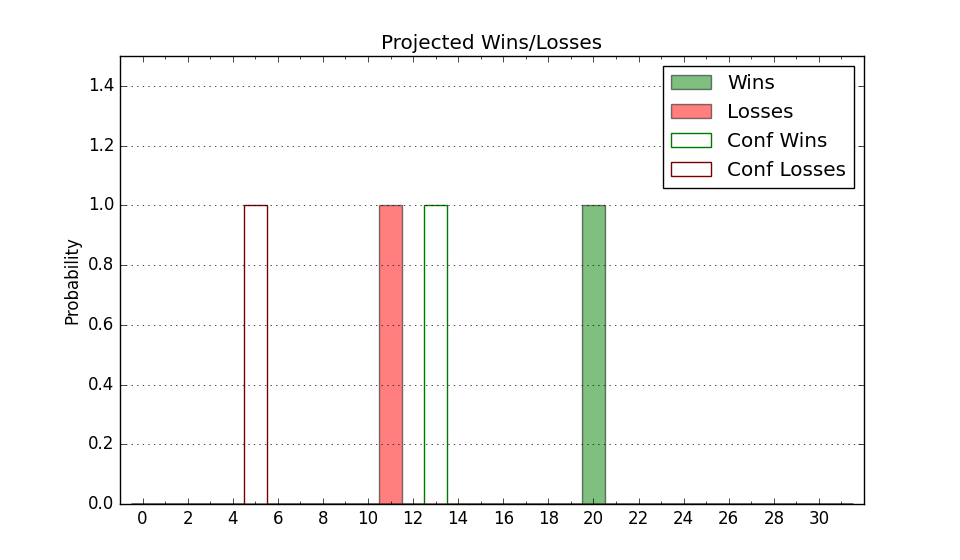 Projected Wins/Losses
Wins
Losses
Conf Wins
Conf Losses
Probability
1.4
1.2
1.0
0.8
0.6
0.4
0.2
0.0
0 2 4 6 8 10 12 14 16 18 20 22 24 26 28 30